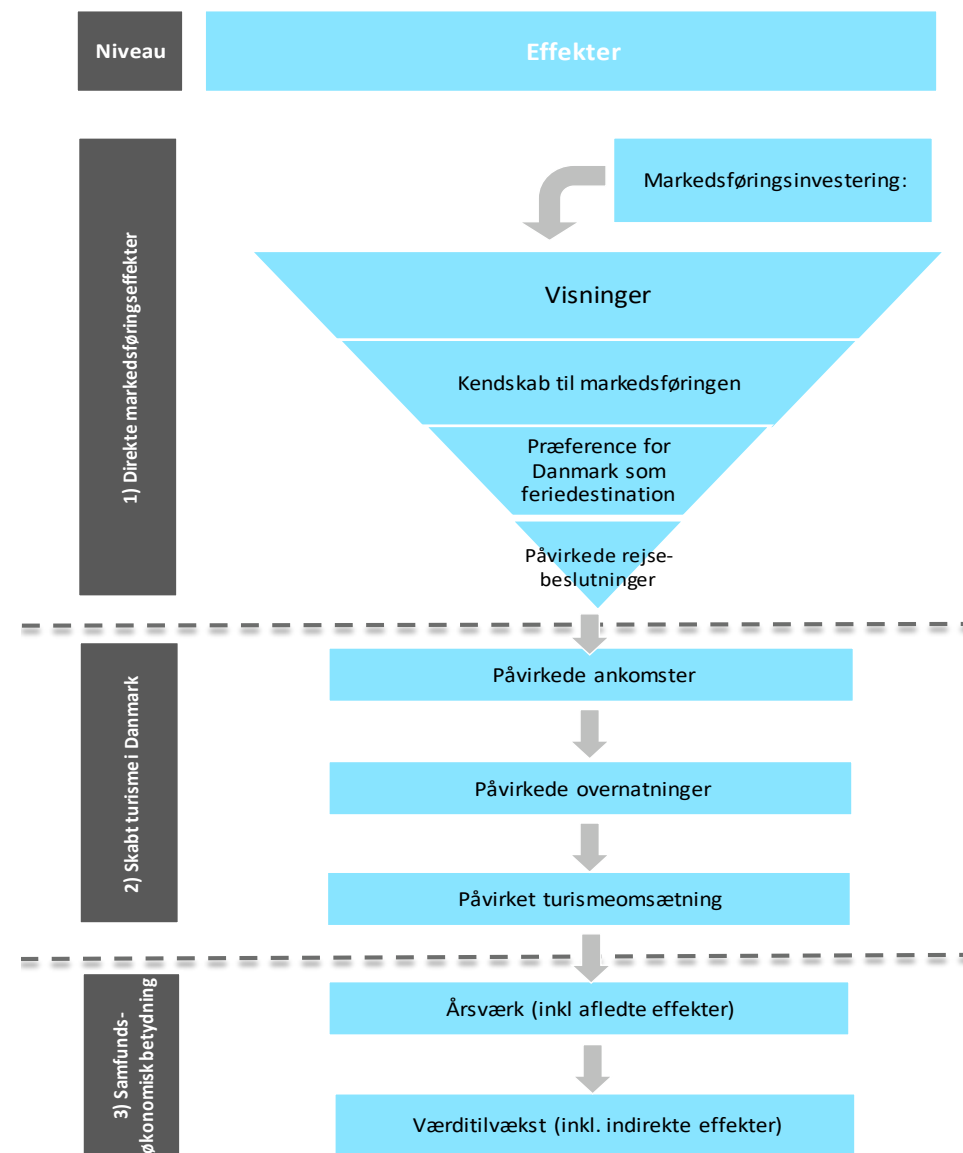 Niveau
Effekter
1) Direkte markedsføringseffekter
Markedsføringsinvestering:
Visninger
Kendskab til markedsføringen
Præference for
Danmark som
feriedestination
Påvirkede rejse-
beslutninger
2) Skabt turisme i Danmark
Påvirkede ankomster
Påvirkede overnatninger
Påvirket turismeomsætning
3) Samfunds-
økonomisk betydning
Årsværk (inkl afledte effekter)
Værditilvækst (inkl. indirekte effekter)